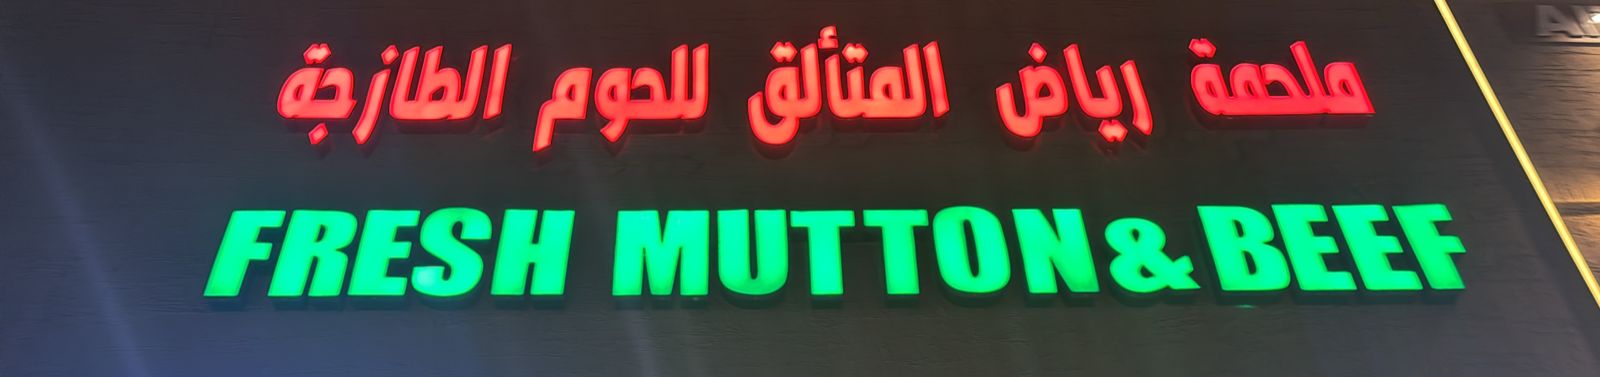 ملحمة رياض المتألق للحوم الطازجة
FRESH MUTTON & BEEF